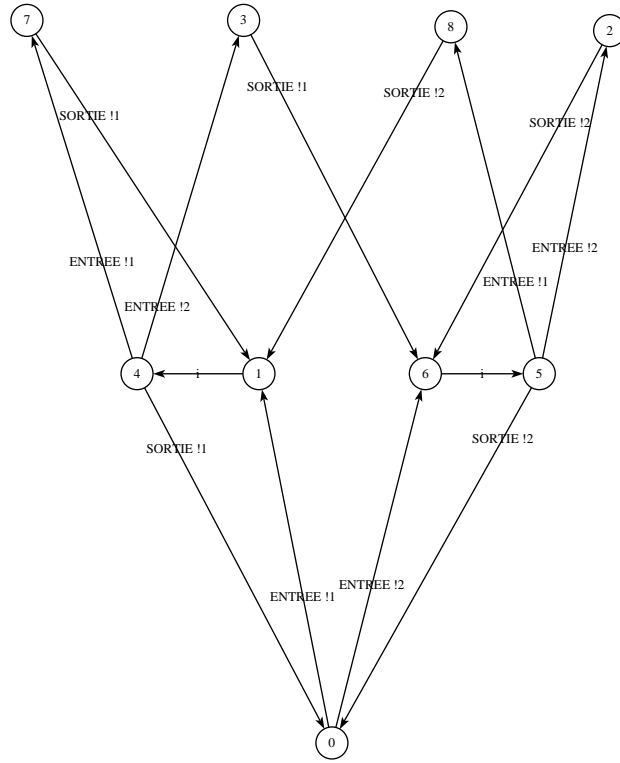 7
3
8
2
SORTIE !1
SORTIE !2
SORTIE !1
SORTIE !2
ENTREE !2
ENTREE !1
ENTREE !1
ENTREE !2
4
i
1
6
i
5
SORTIE !2
SORTIE !1
ENTREE !2
ENTREE !1
0